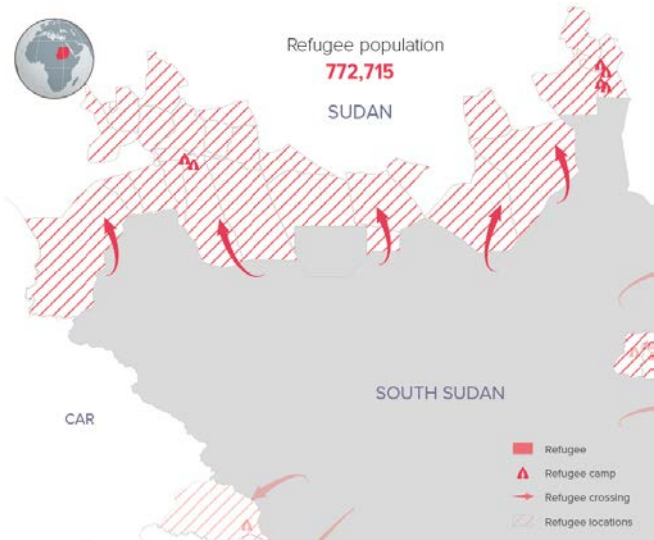 Refugee population
772,715
SUDAN
SOUTH SUDAN
CAR
Refugee
Refugee camp
Refugee crossing
Refugee locations